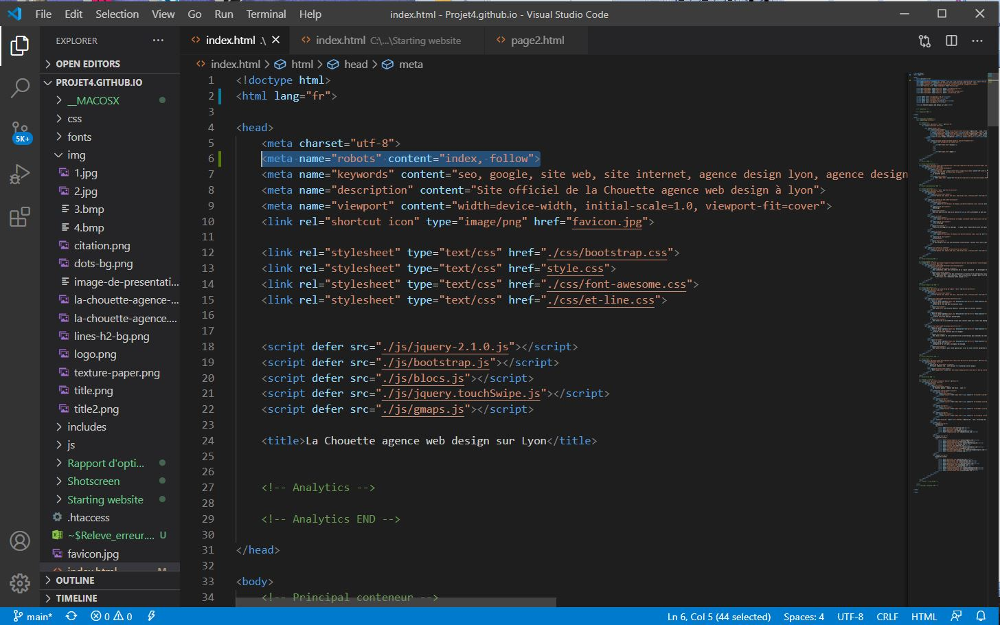 File Edit Selection View Go Run Terminal Help
index.html - Projet4.github.io - Visual Studio Code
EXPLORER
index.html .\
index.html C:\...\Starting website
page2.html
OPEN EDITORS
PROJET4.GITHUB.IO
__MACOSX
css
fonts
img
1.jpg
2.jpg
3.bmp
4.bmp
citation.png
dots-bg.png
image-de-presentati...
la-chouette-agence-...
la-chouette-agence....
lines-h2-bg.png
logo.png
texture-paper.png
title.png
title2.png
includes
js
Rapport d'opti...
Shotscreen
Starting website
.htaccess
~$Releve_erreur.... U
favicon.jpg
index.html M
OUTLINE
TIMELINE
5K+
index.html > html > head > meta
1 <!doctype html>
2 <html lang="fr">
3
4 <head>
5 <meta charset="utf-8">
6 <meta name="robots" content="index, follow">
7 <meta name="keywords" content="seo, google, site web, site internet, agence design lyon, agence design
8 <meta name="description" content="Site officiel de la Chouette agence web design à lyon">
9 <meta name="viewport" content="width=device-width, initial-scale=1.0, viewport-fit=cover">
10 <link rel="shortcut icon" type="image/png" href="favicon.jpg">
11
12 <link rel="stylesheet" type="text/css" href="./css/bootstrap.css">
13 <link rel="stylesheet" type="text/css" href="style.css">
14 <link rel="stylesheet" type="text/css" href="./css/font-awesome.css">
15 <link rel="stylesheet" type="text/css" href="./css/et-line.css">
16
17
18 <script defer src="./js/jquery-2.1.0.js"></script>
19 <script defer src="./js/bootstrap.js"></script>
20 <script defer src="./js/blocs.js"></script>
21 <script defer src="./js/jquery.touchSwipe.js"></script>
22 <script defer src="./js/gmaps.js"></script>
23
24 <title>La Chouette agence web design sur Lyon</title>
25
26
27 <!-- Analytics -->
28
29 <!-- Analytics END -->
30
31 </head>
32
33 <body>
34 <!-- Principal conteneur -->
main* 0 0
Ln 6, Col 5 (44 selected) Spaces: 4 UTF-8 CRLF HTML